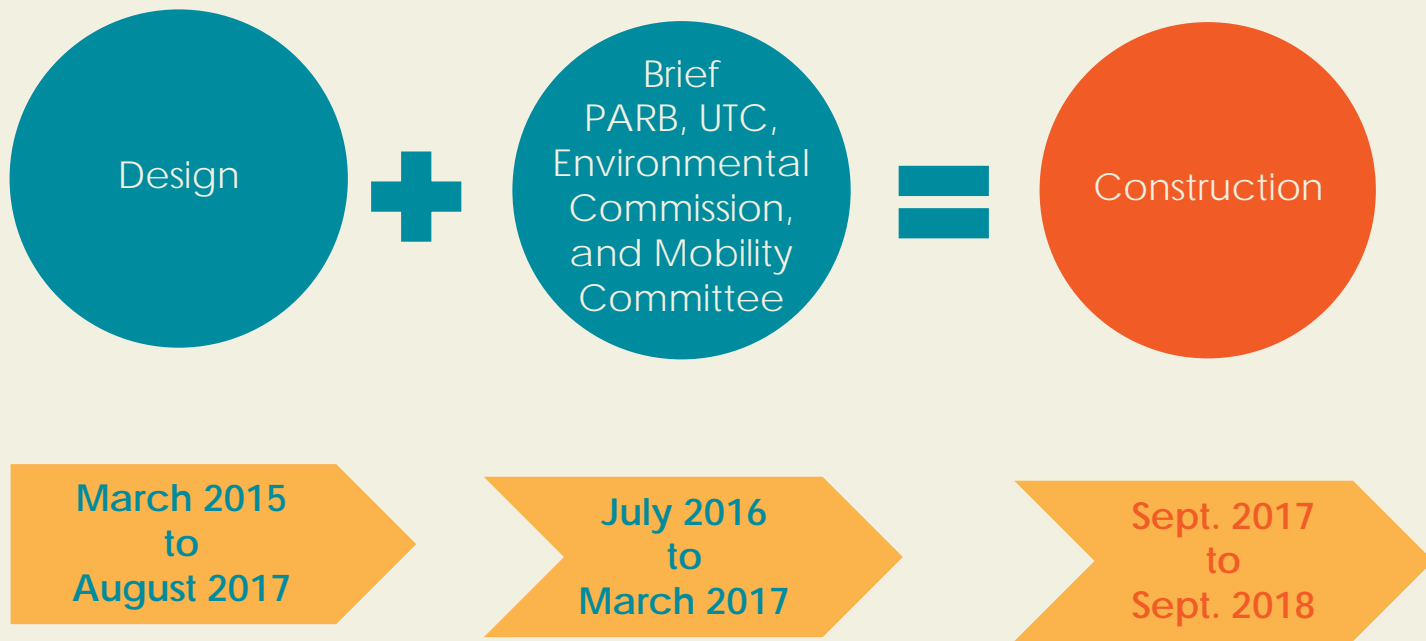 Design
Brief
PARB, UTC,
Environmental
Commission,
and Mobility
Committee
Construction
March 2015
to
August 2017
July 2016
to
March 2017
Sept. 2017
to
Sept. 2018